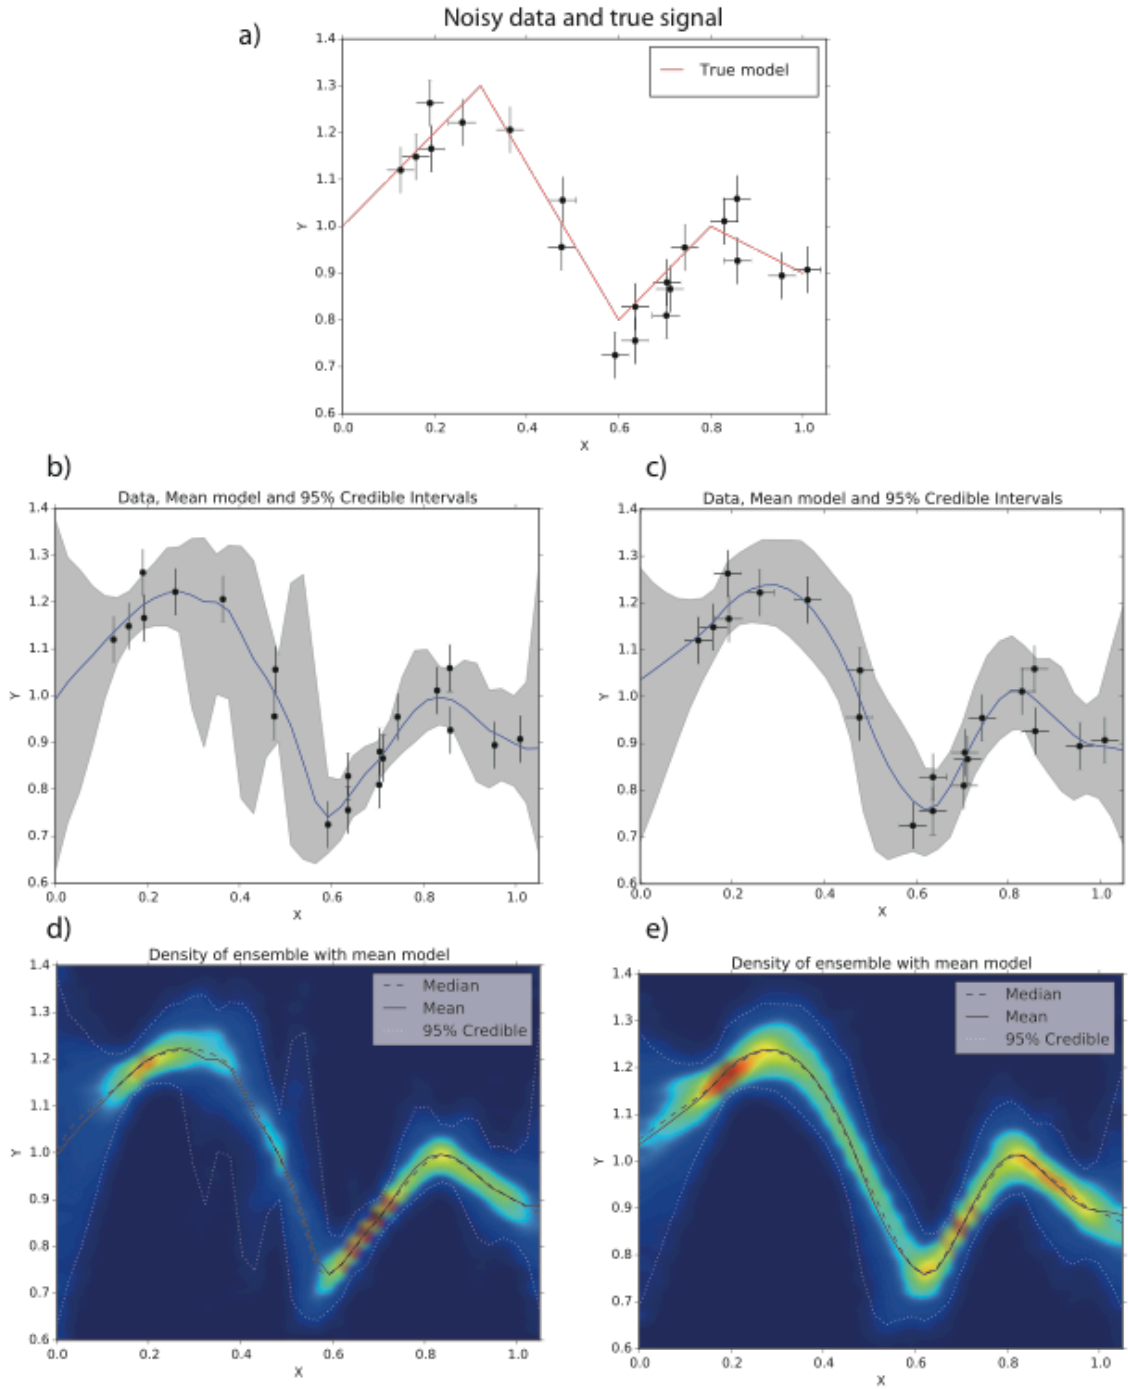 Noisy data and true signal
a)
1.4
1.3
1.2
1.1
1.0
0.9
0.8
0.7
0.6
Y
True model
0.0 0.2 0.4 0.6 0.8 1.0
X
b)
Data, Mean model and 95% Credible Intervals
1.4
1.3
1.2
1.1
1.0
0.9
0.8
0.7
0.6
Y
0.0 0.2 0.4 0.6 0.8 1.0
X
c)
Data, Mean model and 95% Credible Intervals
1.4
1.3
1.2
1.1
1.0
0.9
0.8
0.7
0.6
Y
0.0 0.2 0.4 0.6 0.8 1.0
X
d)
Density of ensemble with mean model
1.4
1.3
1.2
1.1
1.0
0.9
0.8
0.7
0.6
Y
Median
Mean
95% Credible
0.0 0.2 0.4 0.6 0.8 1.0
X
e)
Density of ensemble with mean model
1.4
1.3
1.2
1.1
1.0
0.9
0.8
0.7
0.6
Y
Median
Mean
95% Credible
0.0 0.2 0.4 0.6 0.8 1.0
X